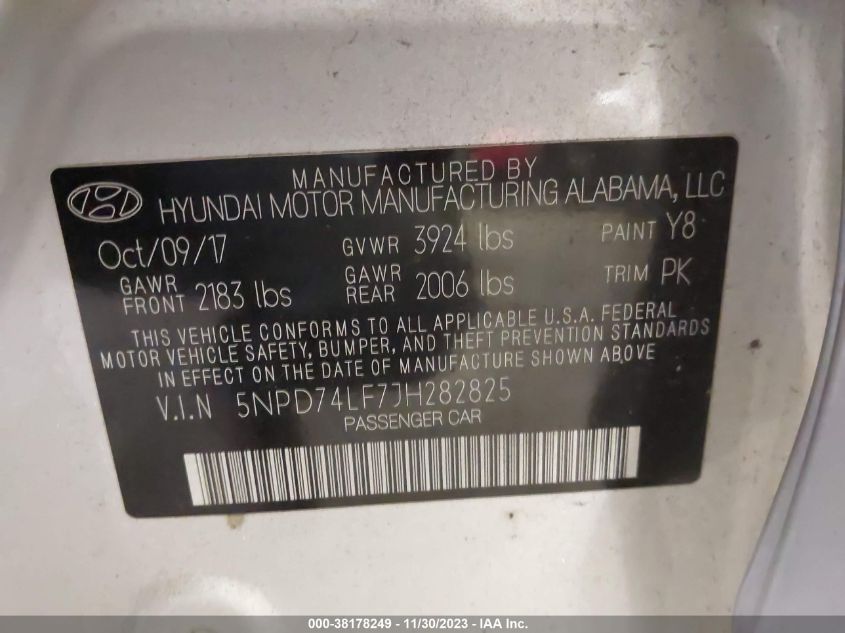 MANUFACTURED BY
HYUNDAI MOTOR MANUFACTURING ALABAMA, LLC
Oct/09/17 GVWR 3924 lbs PAINT Y8
GAWR FRONT 2183 lbs GAWR REAR 2006 lbs TRIM PK
THIS VEHICLE CONFORMS TO ALL APPLICABLE U.S.A. FEDERAL
MOTOR VEHICLE SAFETY, BUMPER, AND THEFT PREVENTION STANDARDS
IN EFFECT ON THE DATE OF MANUFACTURE SHOWN ABOVE
V.I.N 5NPD74LF7JH282825
PASSENGER CAR
000-38178249 - 11/30/2023 - IAA Inc.